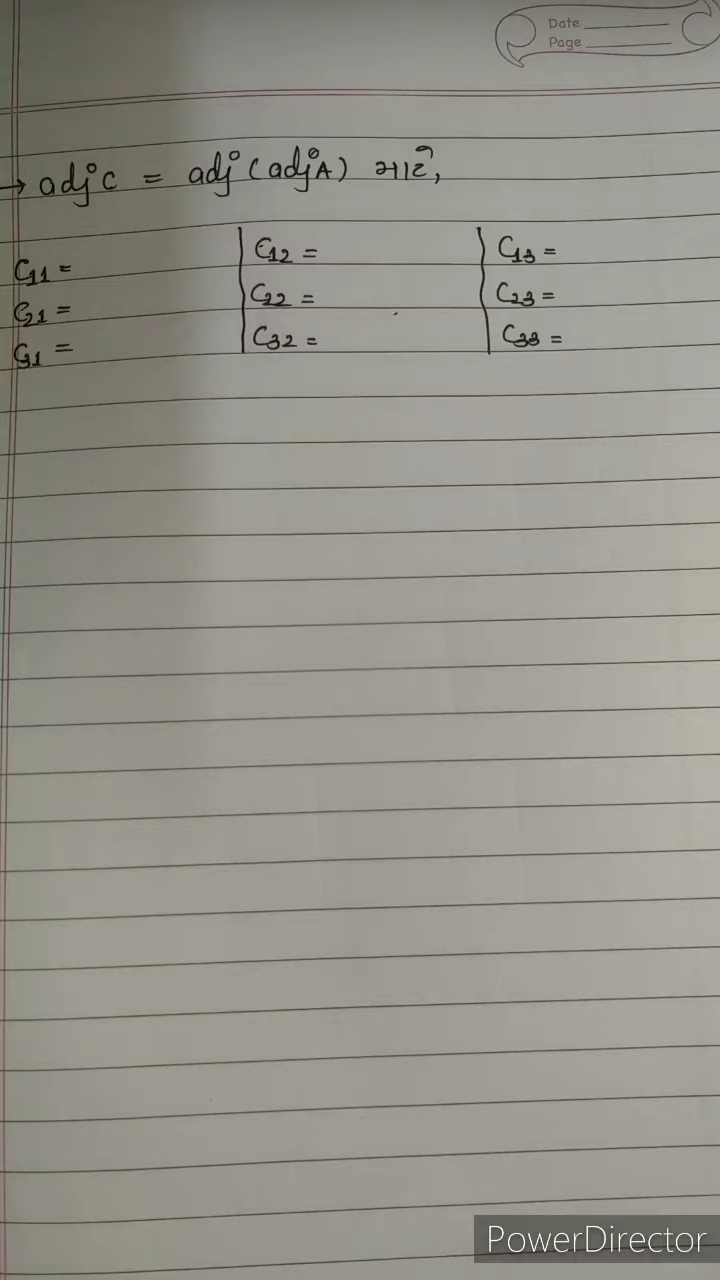 Date
Page
→ adj C = adj (adj A) માટે,
C11 = | C12 = | C13 =
C21 = | C22 = | C23 =
C31 = | C32 = | C33 =
PowerDirector